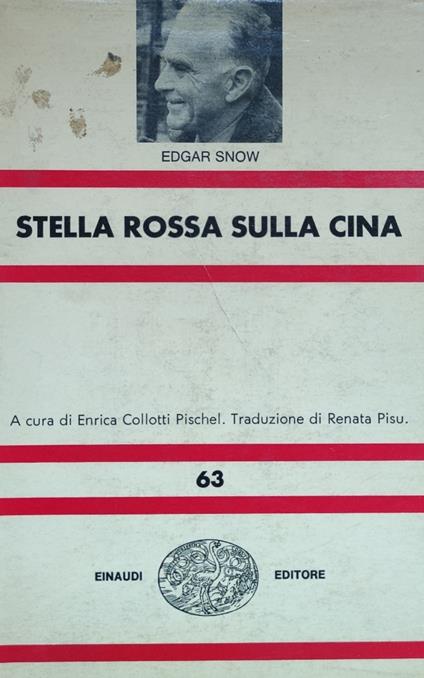 EDGAR SNOW
STELLA ROSSA SULLA CINA
A cura di Enrica Collotti Pischel. Traduzione di Renata Pisu.
63
EINAUDI EDITORE